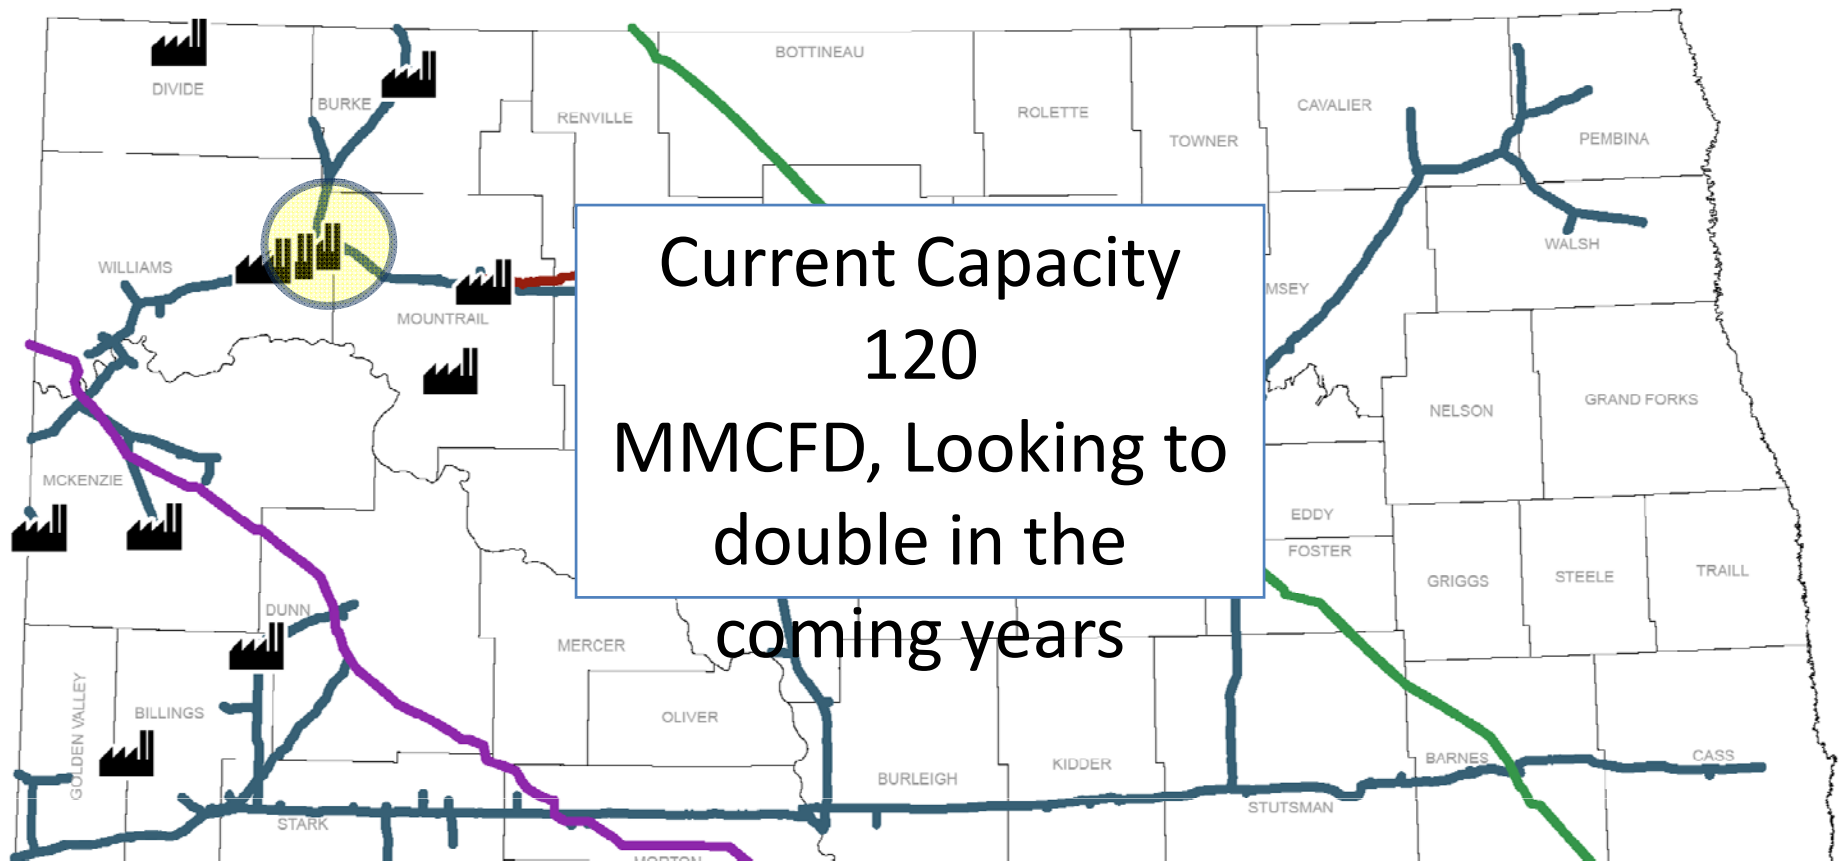 BOTTINEAU
DIVIDE
BURKE
RENVILLE
ROLETTE
TOWNER
CAVALIER
PEMBINA
WALSH
WILLIAMS
MOUNTRAIL
MSEY
Current Capacity
120
MMCFD, Looking to
double in the
coming years
NELSON
GRAND FORKS
MCKENZIE
EDDY
FOSTER
GRIGGS
STEELE
TRAILL
DUNN
MERCER
GOLDEN VALLEY
BILLINGS
OLIVER
BURLEIGH
KIDDER
BARNES
CASS
STUTSMAN
STARK
MORTON